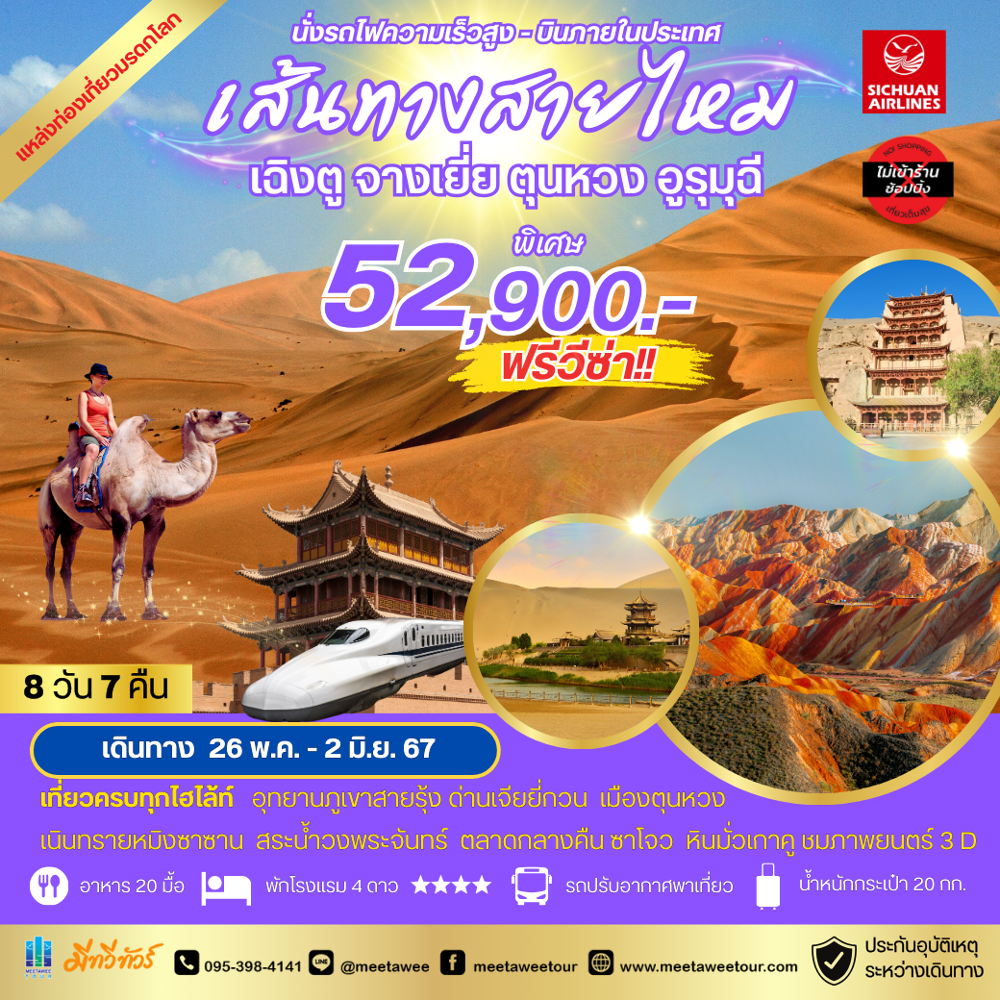 แหล่งท่องเที่ยวมรดกโลก
นั่งรถไฟความเร็วสูง - บินภายในประเทศ
เส้นทางสายไหม
เฉิงตู จางเยี่ย ตุนหวง อูรุมุฉี
SICHUAN
AIRLINES
NO! SHOPPING
ไม่เข้าร้าน
ช้อปปิ้ง
เที่ยวเต็มสุข
พิเศษ
52,900.-
ฟรีวีซ่า!!
8 วัน 7 คืน
เดินทาง 26 พ.ค. - 2 มิ.ย. 67
เที่ยวครบทุกไฮไล้ท์ อุทยานภูเขาสายรุ้ง ด่านเจียยี่กวน เมืองตุนหวง
เนินทรายหมิงซาซาน สระน้ำวงพระจันทร์ ตลาดกลางคืน ซาโจว หินมั่วเกาคู ชมภาพยนตร์ 3 D
อาหาร 20 มื้อ พักโรงแรม 4 ดาว รถปรับอากาศพาเที่ยว น้ำหนักกระเป๋า 20 กก.
MEETAWEE
TOUR
มีทวีทัวร์
095-398-4141 LINE @meetawee meetaweetour www.meetaweetour.com
ประกันอุบัติเหตุ
ระหว่างเดินทาง